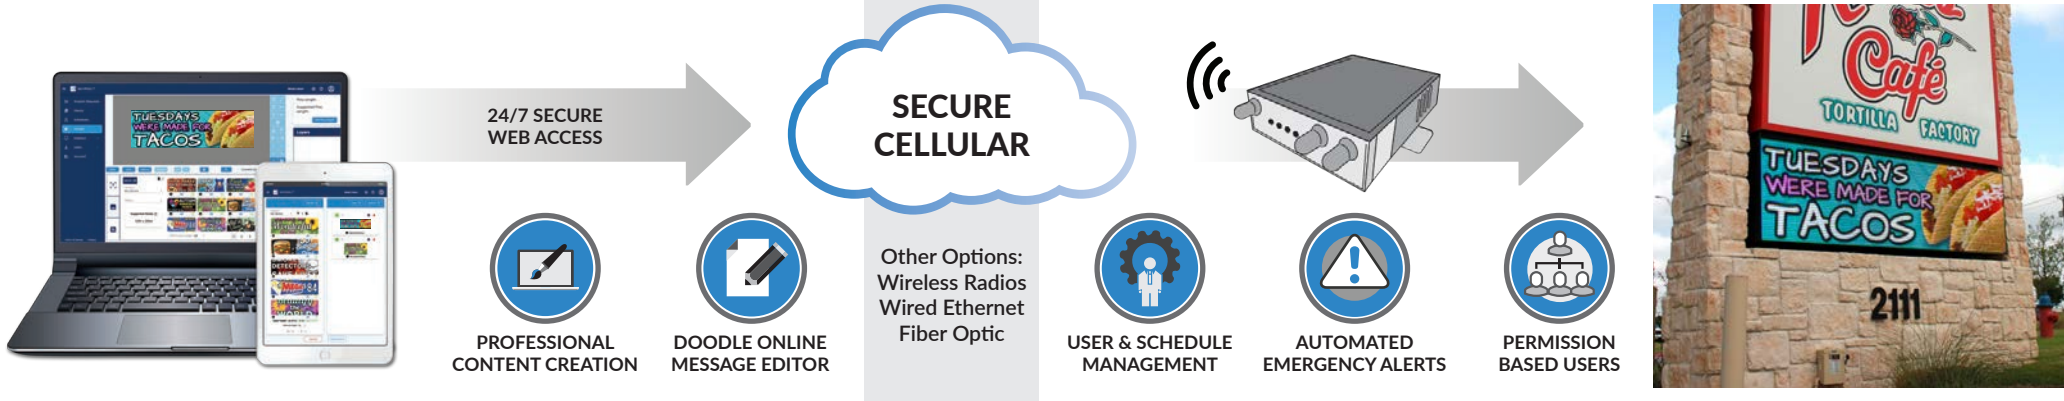 TUESDAYS
WERE MADE FOR
TACOS
24/7 SECURE
WEB ACCESS
SECURE
CELLULAR
Other Options:
Wireless Radios
Wired Ethernet
Fiber Optic
PROFESSIONAL
CONTENT CREATION
DOODLE ONLINE
MESSAGE EDITOR
USER & SCHEDULE
MANAGEMENT
AUTOMATED
EMERGENCY ALERTS
PERMISSION
BASED USERS
Café
TORTILLA FACTORY
TUESDAYS
WERE MADE FOR
TACOS
2111